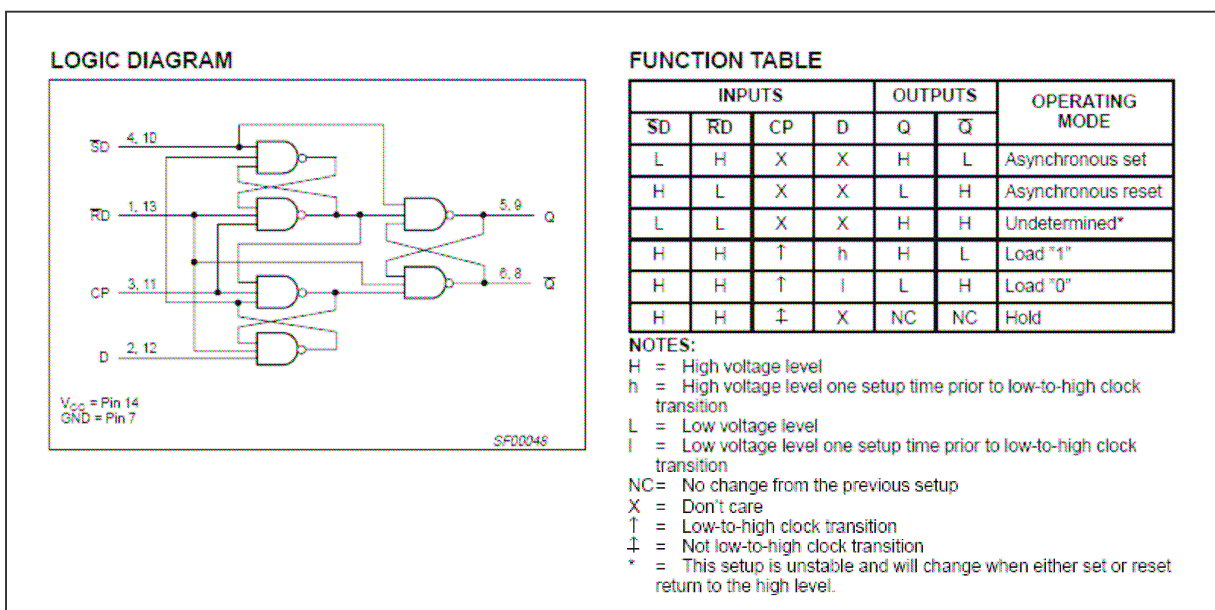 LOGIC DIAGRAM
S̅D̅ 4, 10
R̅D̅ 1, 13
CP 3, 11
D 2, 12
5, 9 Q
6, 8 Q̅
VCC = Pin 14
GND = Pin 7
SF00048
FUNCTION TABLE
INPUTS OUTPUTS OPERATING MODE
S̅D̅ R̅D̅ CP D Q Q̅
L H X X H L Asynchronous set
H L X X L H Asynchronous reset
L L X X H H Undetermined*
H H ↑ h H L Load "1"
H H ↑ l L H Load "0"
H H ↑̶ X NC NC Hold
NOTES:
H = High voltage level
h = High voltage level one setup time prior to low-to-high clock
transition
L = Low voltage level
l = Low voltage level one setup time prior to low-to-high clock
transition
NC= No change from the previous setup
X = Don't care
↑ = Low-to-high clock transition
↑̶ = Not low-to-high clock transition
* = This setup is unstable and will change when either set or reset
return to the high level.